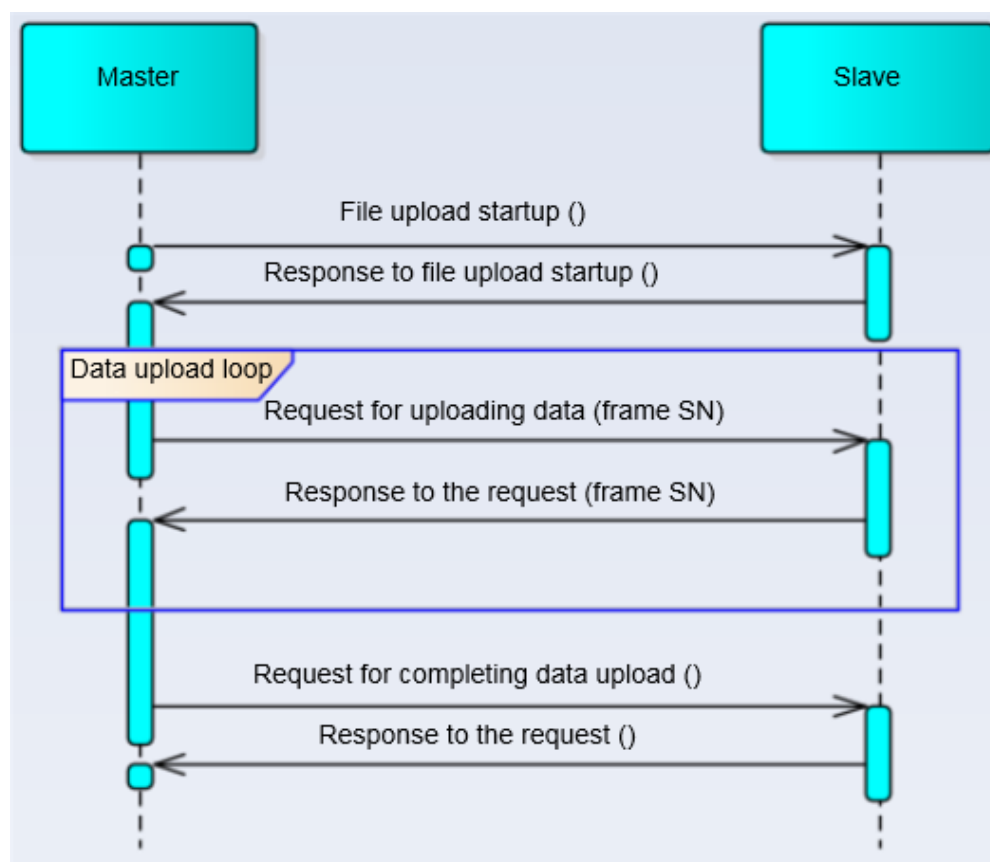 Master
Slave
File upload startup ()
Response to file upload startup ()
Data upload loop
Request for uploading data (frame SN)
Response to the request (frame SN)
Request for completing data upload ()
Response to the request ()